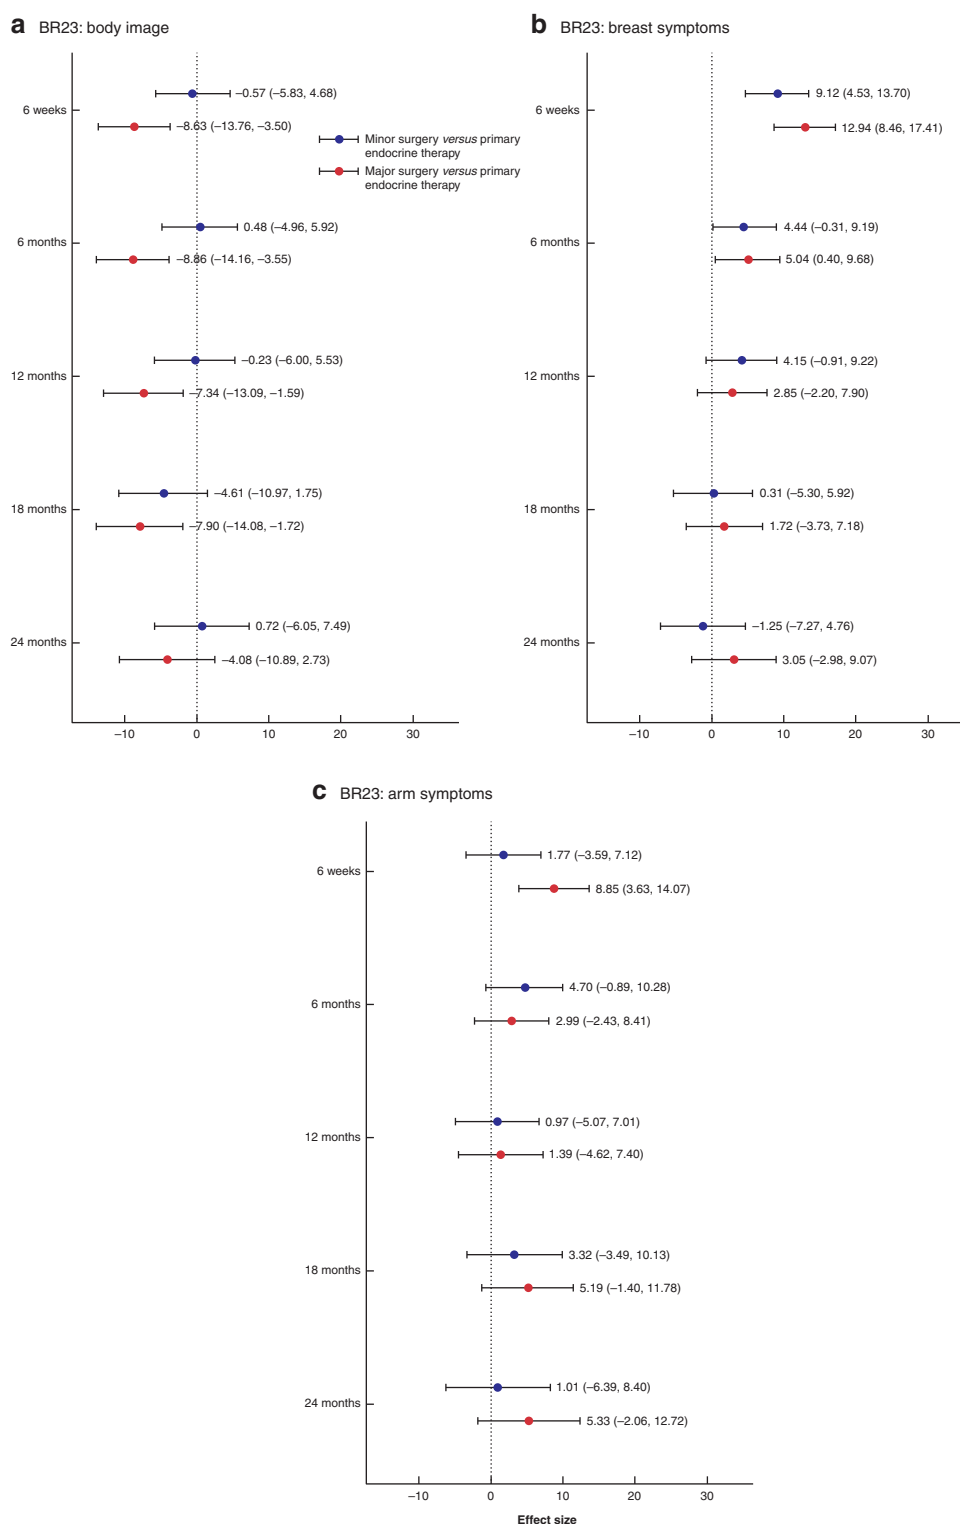 a BR23: body image
−0.57 (−5.83, 4.68)
6 weeks
−8.63 (−13.76, −3.50)
Minor surgery versus primary
endocrine therapy
Major surgery versus primary
endocrine therapy
0.48 (−4.96, 5.92)
6 months
−8.86 (−14.16, −3.55)
−0.23 (−6.00, 5.53)
12 months
−7.34 (−13.09, −1.59)
−4.61 (−10.97, 1.75)
18 months
−7.90 (−14.08, −1.72)
0.72 (−6.05, 7.49)
24 months
−4.08 (−10.89, 2.73)
−10 0 10 20 30
b BR23: breast symptoms
9.12 (4.53, 13.70)
6 weeks
12.94 (8.46, 17.41)
4.44 (−0.31, 9.19)
6 months
5.04 (0.40, 9.68)
4.15 (−0.91, 9.22)
12 months
2.85 (−2.20, 7.90)
0.31 (−5.30, 5.92)
18 months
1.72 (−3.73, 7.18)
−1.25 (−7.27, 4.76)
24 months
3.05 (−2.98, 9.07)
−10 0 10 20 30
c BR23: arm symptoms
1.77 (−3.59, 7.12)
6 weeks
8.85 (3.63, 14.07)
4.70 (−0.89, 10.28)
6 months
2.99 (−2.43, 8.41)
0.97 (−5.07, 7.01)
12 months
1.39 (−4.62, 7.40)
3.32 (−3.49, 10.13)
18 months
5.19 (−1.40, 11.78)
1.01 (−6.39, 8.40)
24 months
5.33 (−2.06, 12.72)
−10 0 10 20 30
Effect size